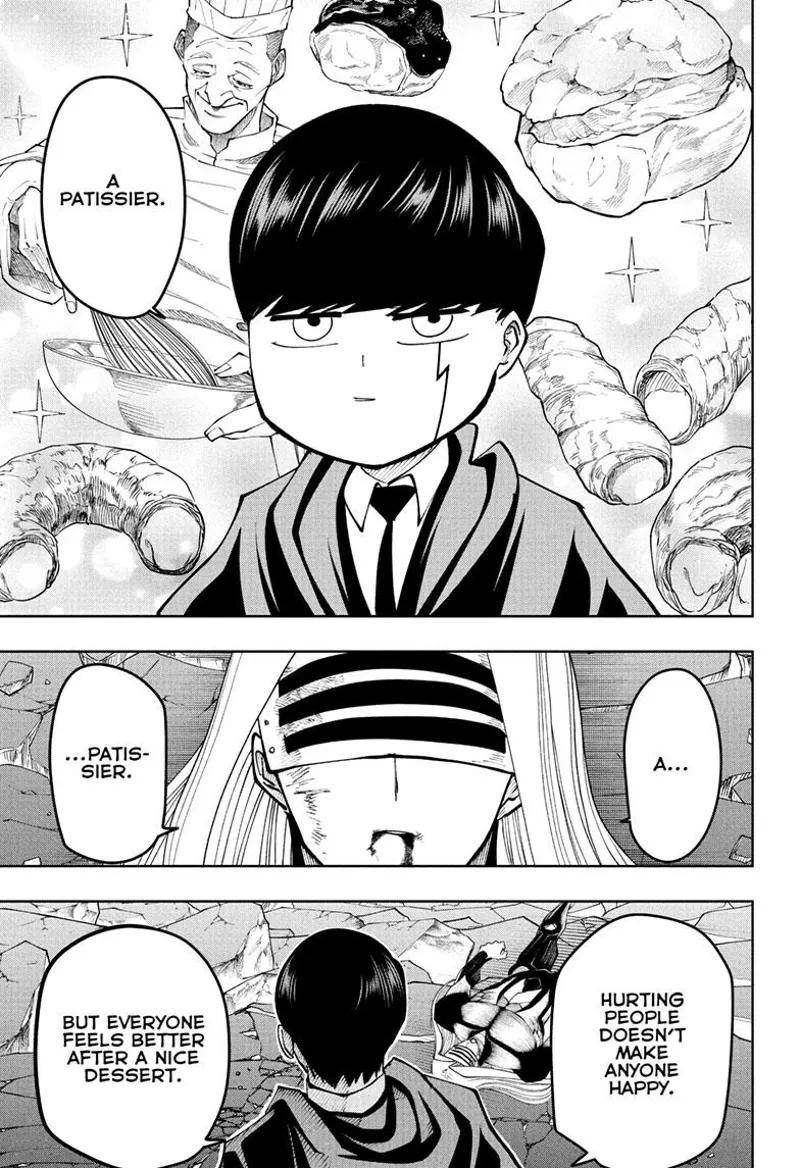 A
PATISSIER.
A...
...PATIS-
SIER.
HURTING
PEOPLE
DOESN'T
MAKE
ANYONE
HAPPY.
BUT EVERYONE
FEELS BETTER
AFTER A NICE
DESSERT.